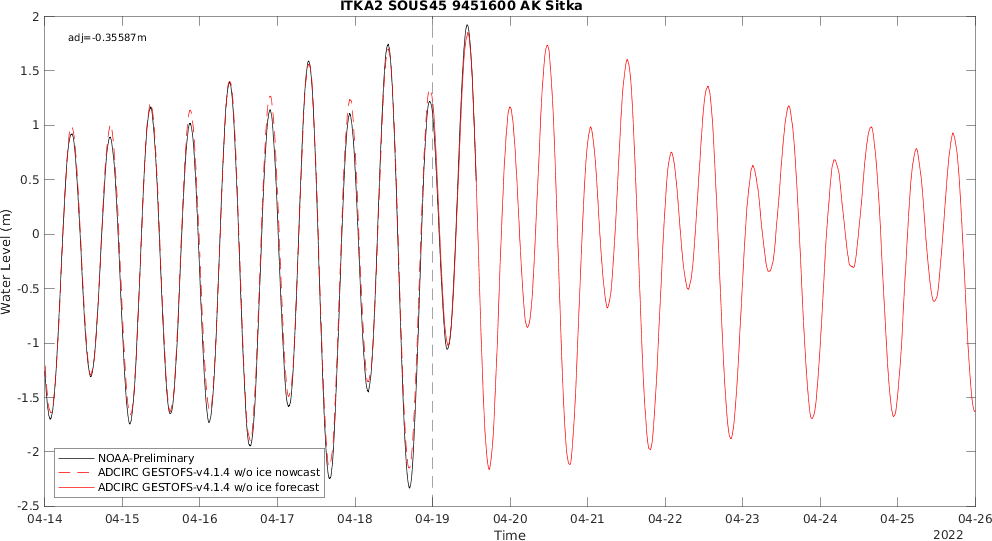 ITKA2 SOUS45 9451600 AK Sitka
adj=-0.35587m
Water Level (m)
2
1.5
1
0.5
0
-0.5
-1
-1.5
-2
-2.5
NOAA-Preliminary
ADCIRC GESTOFS-v4.1.4 w/o ice nowcast
ADCIRC GESTOFS-v4.1.4 w/o ice forecast
04-14 04-15 04-16 04-17 04-18 04-19 04-20 04-21 04-22 04-23 04-24 04-25 04-26
Time
2022